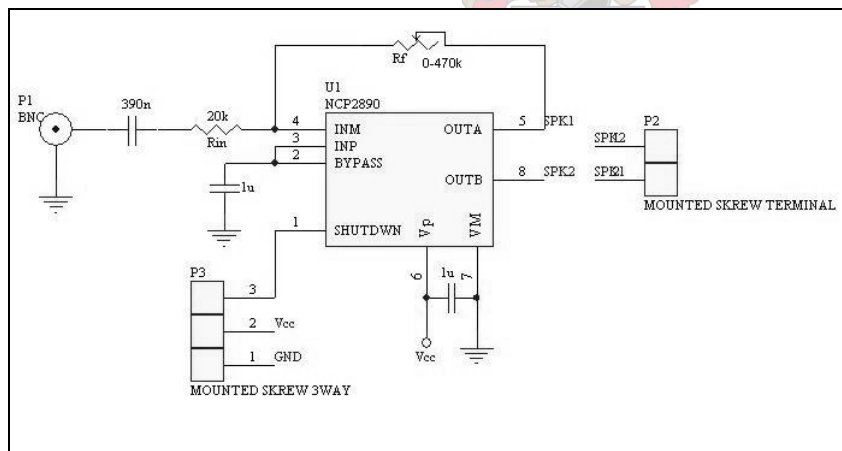 Rf
0-470k
U1
NCP2890
P1
BNC
390n
20k
Rin
4
INM
3
INP
2
BYPASS
OUTA
5
SPK1
OUTB
8
SPK2
P2
MOUNTED SKREW TERMINAL
1u
1
SHUTDWN
Vp
VM
6
1u
7
Vcc
P3
3
2
Vcc
1
GND
MOUNTED SKREW 3WAY